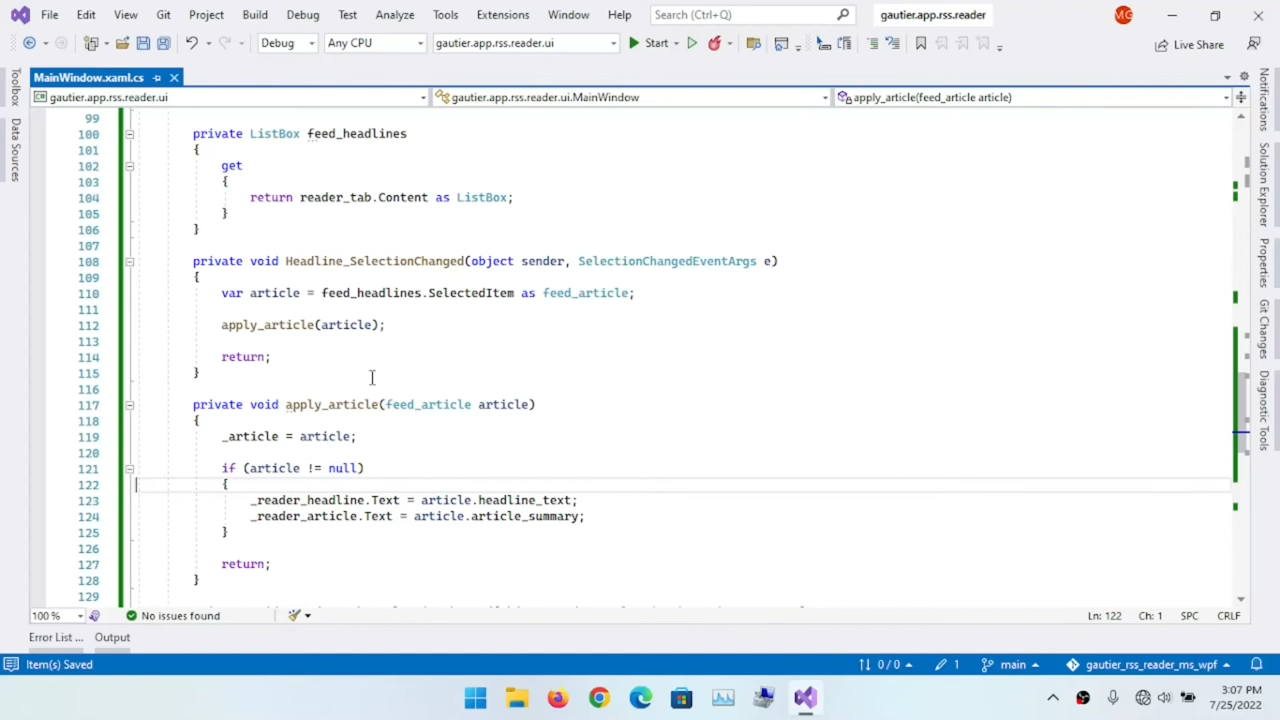 File Edit View Git Project Build Debug Test Analyze Tools Extensions Window Help Search (Ctrl+Q) gautier.app.rss.reader MG
Debug Any CPU gautier.app.rss.reader.ui Start Live Share
MainWindow.xaml.cs
gautier.app.rss.reader.ui gautier.app.rss.reader.ui.MainWindow apply_article(feed_article article)
Toolbox
Data Sources
99
100 private ListBox feed_headlines
101 {
102 get
103 {
104 return reader_tab.Content as ListBox;
105 }
106 }
107
108 private void Headline_SelectionChanged(object sender, SelectionChangedEventArgs e)
109 {
110 var article = feed_headlines.SelectedItem as feed_article;
111
112 apply_article(article);
113
114 return;
115 }
116
117 private void apply_article(feed_article article)
118 {
119 _article = article;
120
121 if (article != null)
122 {
123 _reader_headline.Text = article.headline_text;
124 _reader_article.Text = article.article_summary;
125 }
126
127 return;
128 }
129
Notifications
Solution Explorer
Properties
Git Changes
Diagnostic Tools
100 % No issues found Ln: 122 Ch: 1 SPC CRLF
Error List ... Output
Item(s) Saved 0 / 0 1 main gautier_rss_reader_ms_wpf
3:07 PM
7/25/2022